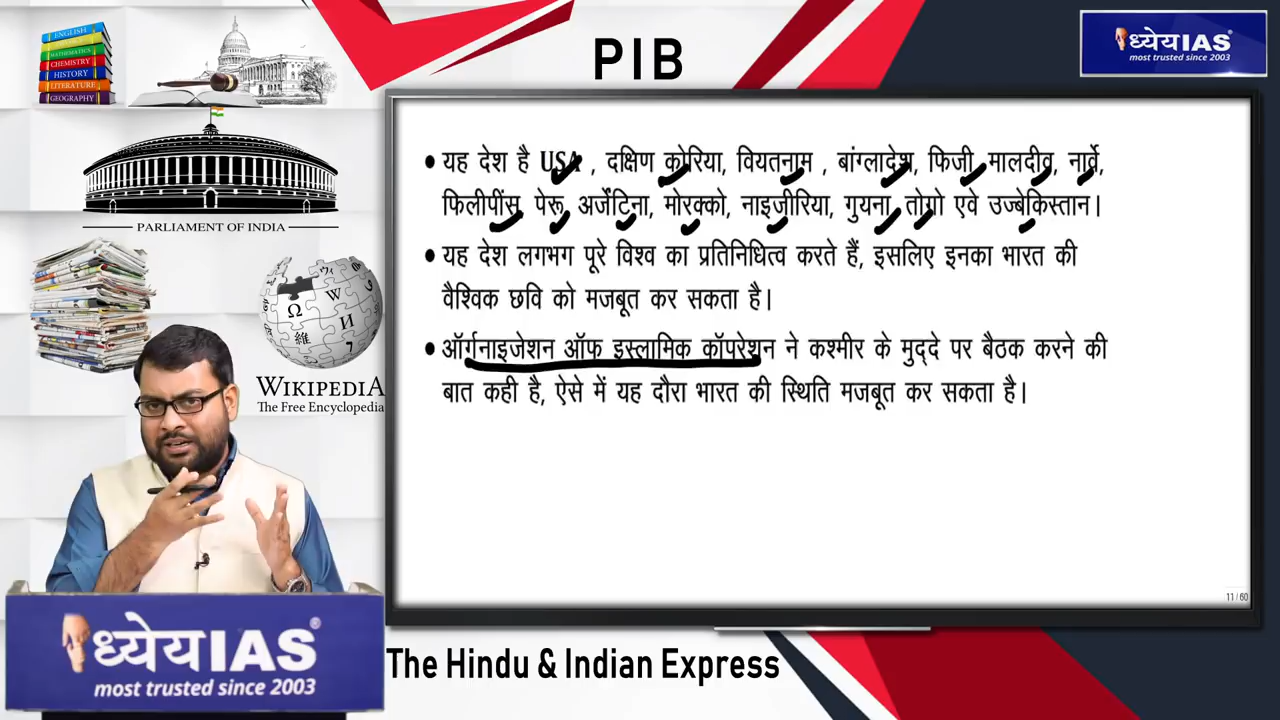 ENGLISH
MATHEMATICS
CHEMISTRY
HISTORY
LITERATURE
GEOGRAPHY
PIB
ध्येयIAS
most trusted since 2003
PARLIAMENT OF INDIA
WIKIPEDIA
The Free Encyclopedia
• यह देश है USA , दक्षिण कोरिया, वियतनाम , बांग्लादेश, फिजी, मालदीव, नार्वे,
फिलीपींस, पेरू, अर्जेंटिना, मोरक्को, नाइजीरिया, गुयना, तोगो एवे उज्बेकिस्तान।
• यह देश लगभग पूरे विश्व का प्रतिनिधित्व करते हैं, इसलिए इनका भारत की
वैश्विक छवि को मजबूत कर सकता है।
• ऑर्गनाइजेशन ऑफ इस्लामिक कॉपरेशन ने कश्मीर के मुद्दे पर बैठक करने की
बात कही है, ऐसे में यह दौरा भारत की स्थिति मजबूत कर सकता है।
11 / 60
ध्येयIAS®
most trusted since 2003
The Hindu & Indian Express